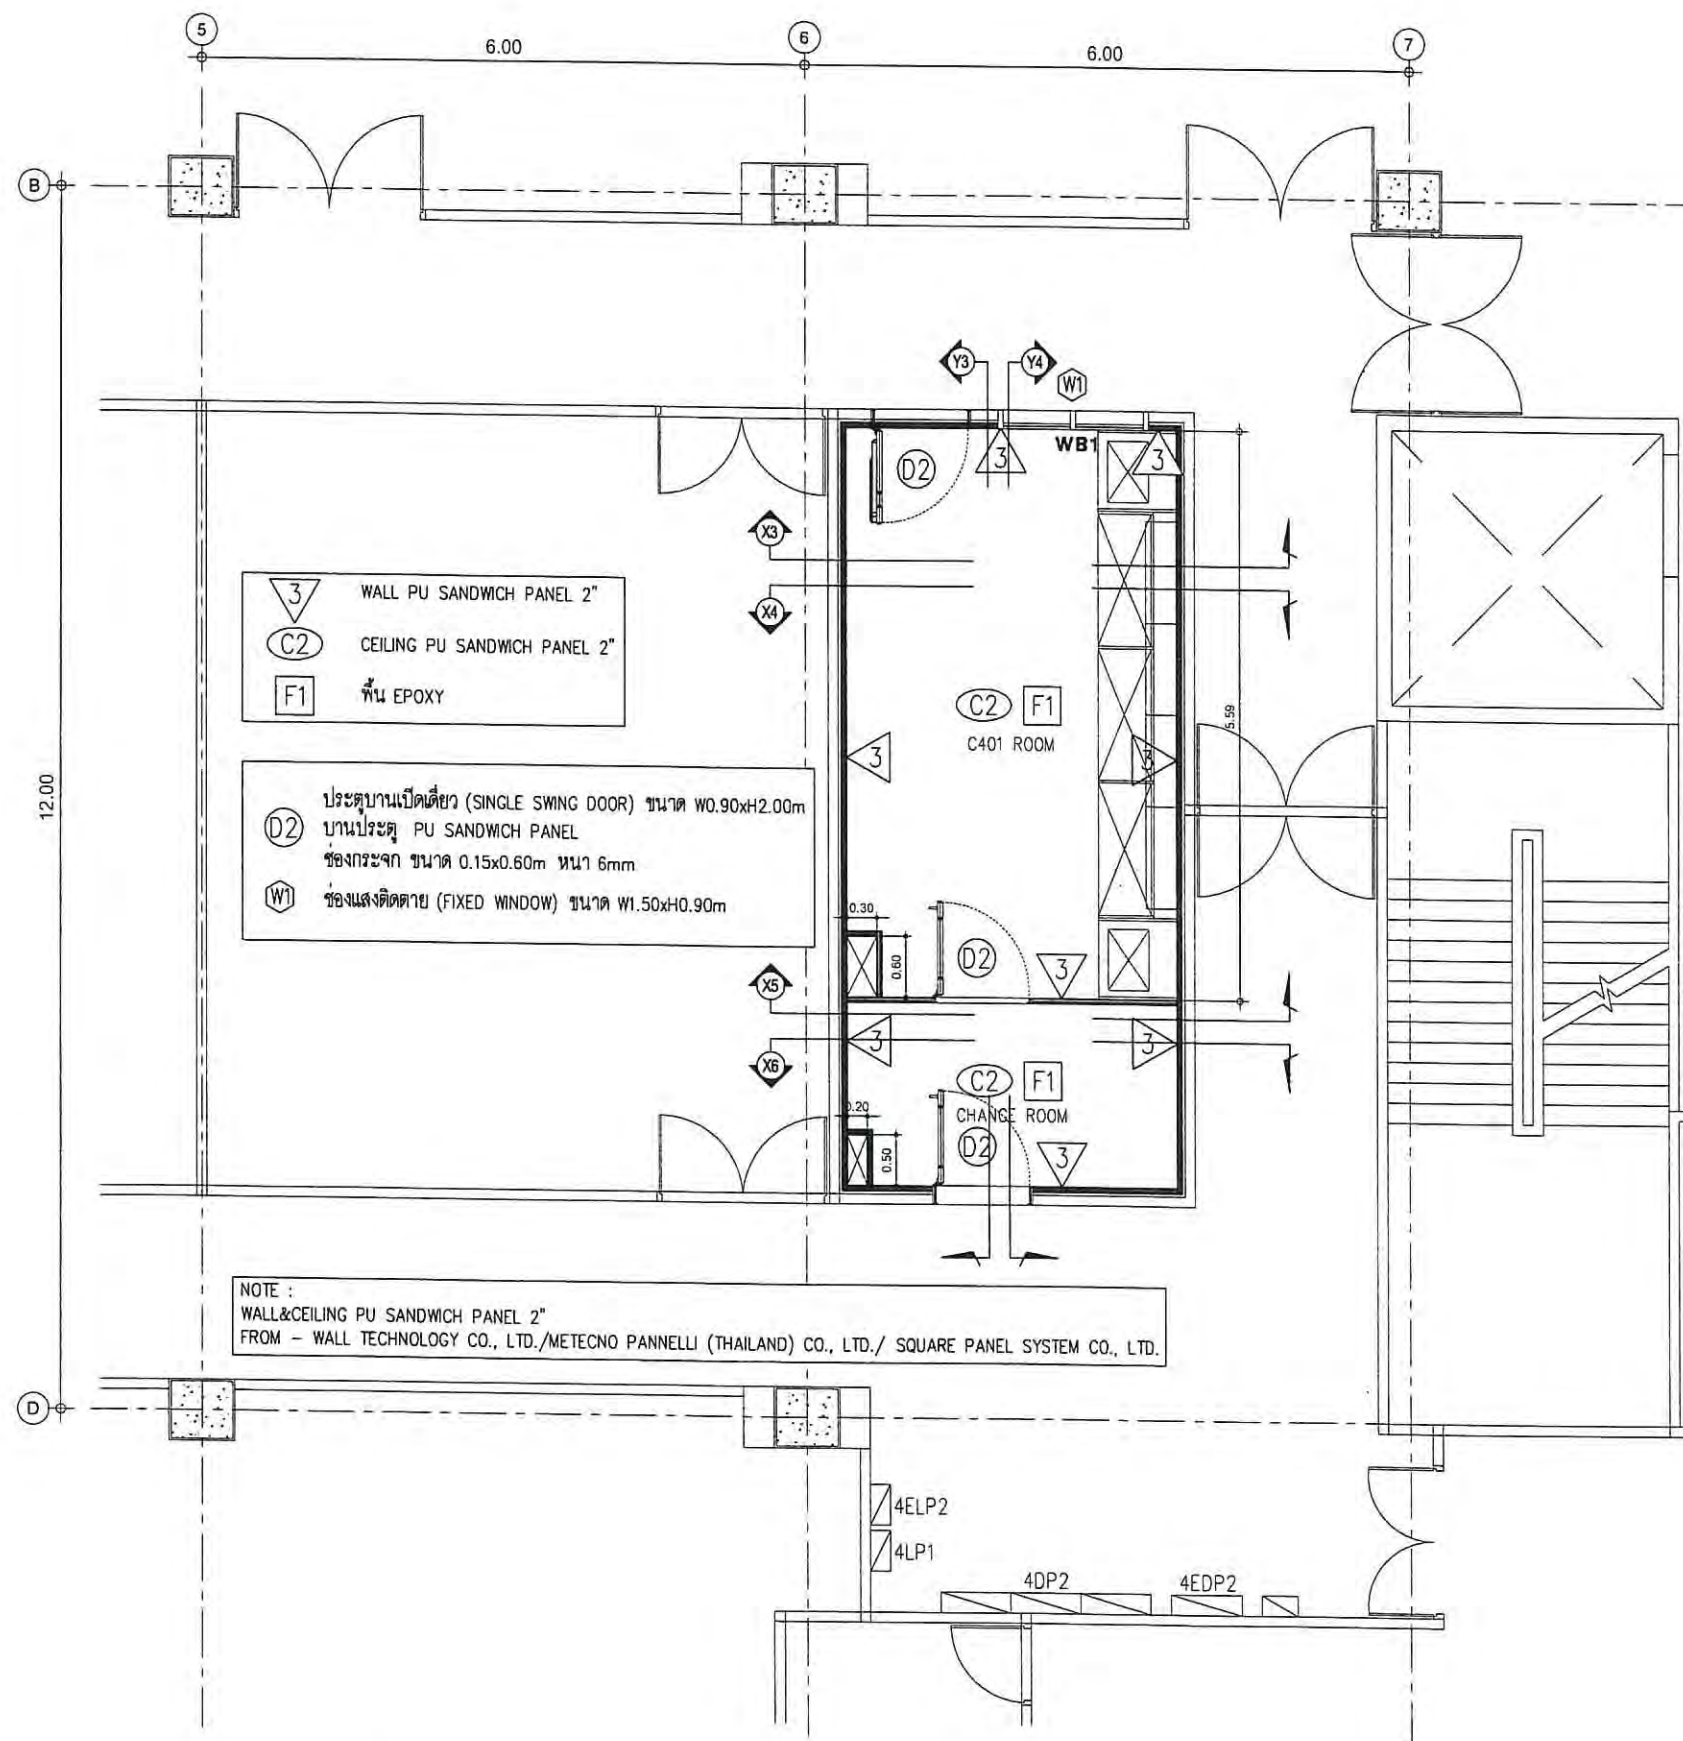 5
6.00
6
6.00
7
B
Y3
Y4
W1
WB1
3
3
D2
X3
X4
3 WALL PU SANDWICH PANEL 2"
C2 CEILING PU SANDWICH PANEL 2"
F1 พื้น EPOXY
C2 F1
C401 ROOM
5.59
3
3
12.00
ประตูบานเปิดเดี่ยว (SINGLE SWING DOOR) ขนาด W0.90xH2.00m
D2 บานประตู PU SANDWICH PANEL
ช่องกระจก ขนาด 0.15x0.60m หนา 6mm
W1 ช่องแสงติดตาย (FIXED WINDOW) ขนาด W1.50xH0.90m
0.30
0.60
D2
3
X5
X6
3
3
C2 F1
CHANGE ROOM
0.20
0.50
D2
3
NOTE :
WALL&CEILING PU SANDWICH PANEL 2"
FROM - WALL TECHNOLOGY CO., LTD./METECNO PANNELLI (THAILAND) CO., LTD./ SQUARE PANEL SYSTEM CO., LTD.
D
4ELP2
4LP1
4DP2
4EDP2